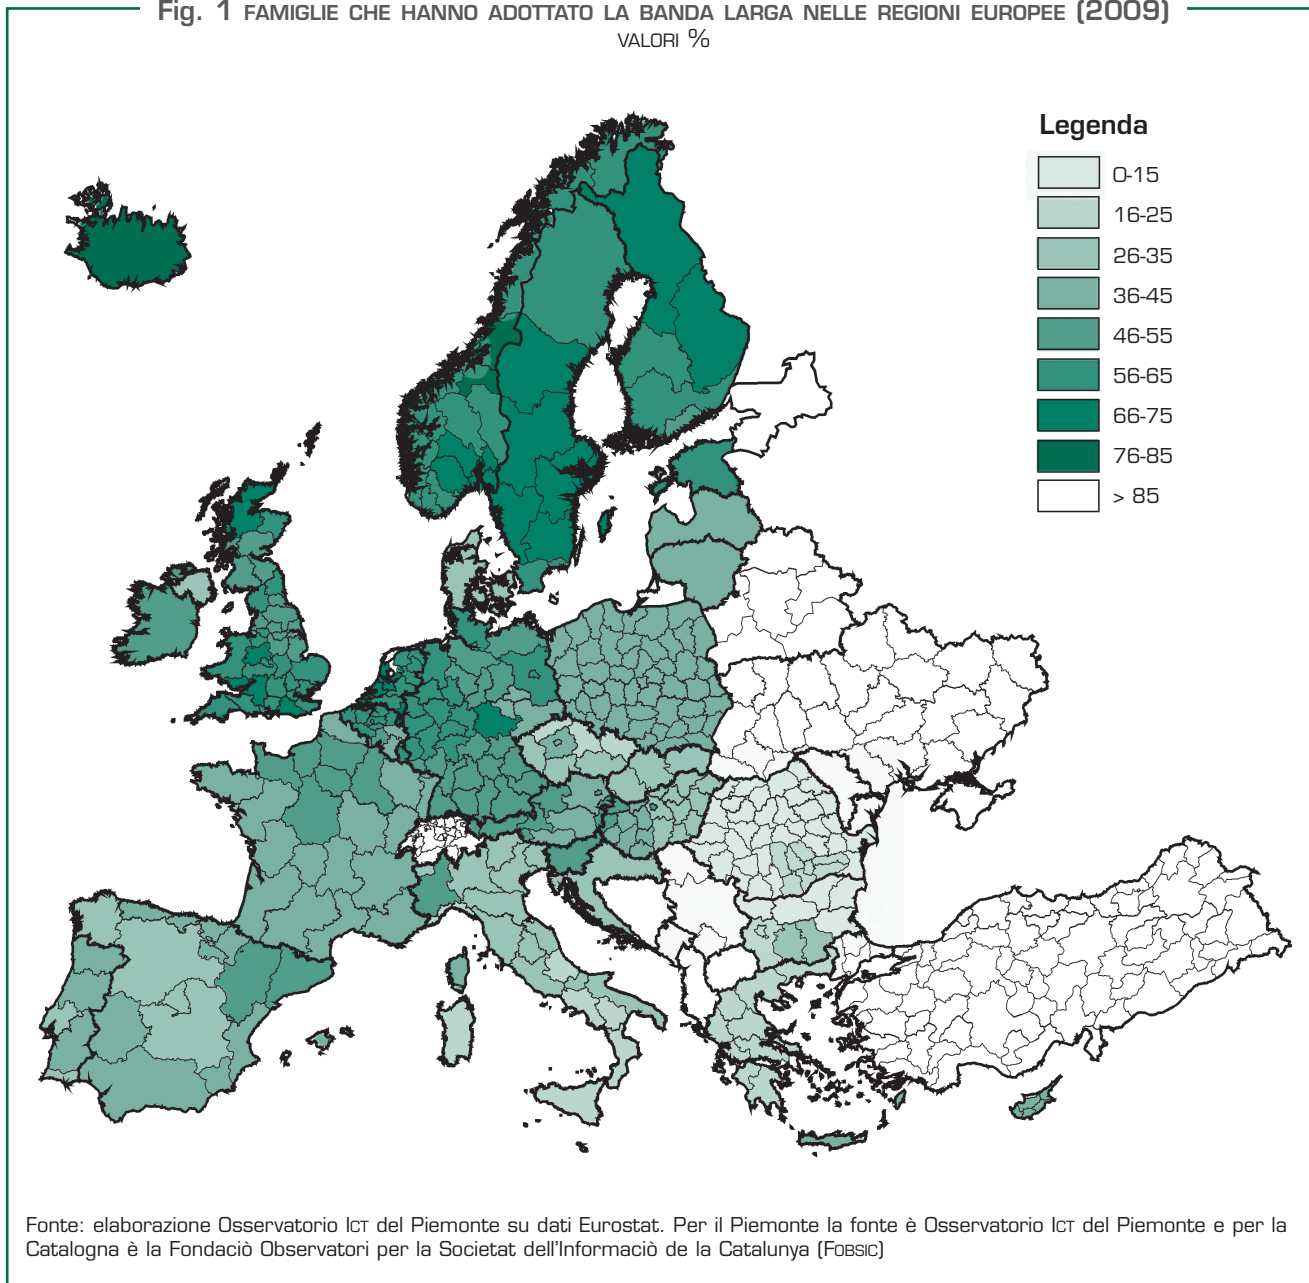 Fig. 1 FAMIGLIE CHE HANNO ADOTTATO LA BANDA LARGA NELLE REGIONI EUROPEE (2009)
VALORI %
Legenda
0-15
16-25
26-35
36-45
46-55
56-65
66-75
76-85
> 85
Fonte: elaborazione Osservatorio ICT del Piemonte su dati Eurostat. Per il Piemonte la fonte è Osservatorio ICT del Piemonte e per la
Catalogna è la Fondaciò Observatori per la Societat dell'Informaciò de la Catalunya (FOBSIC)